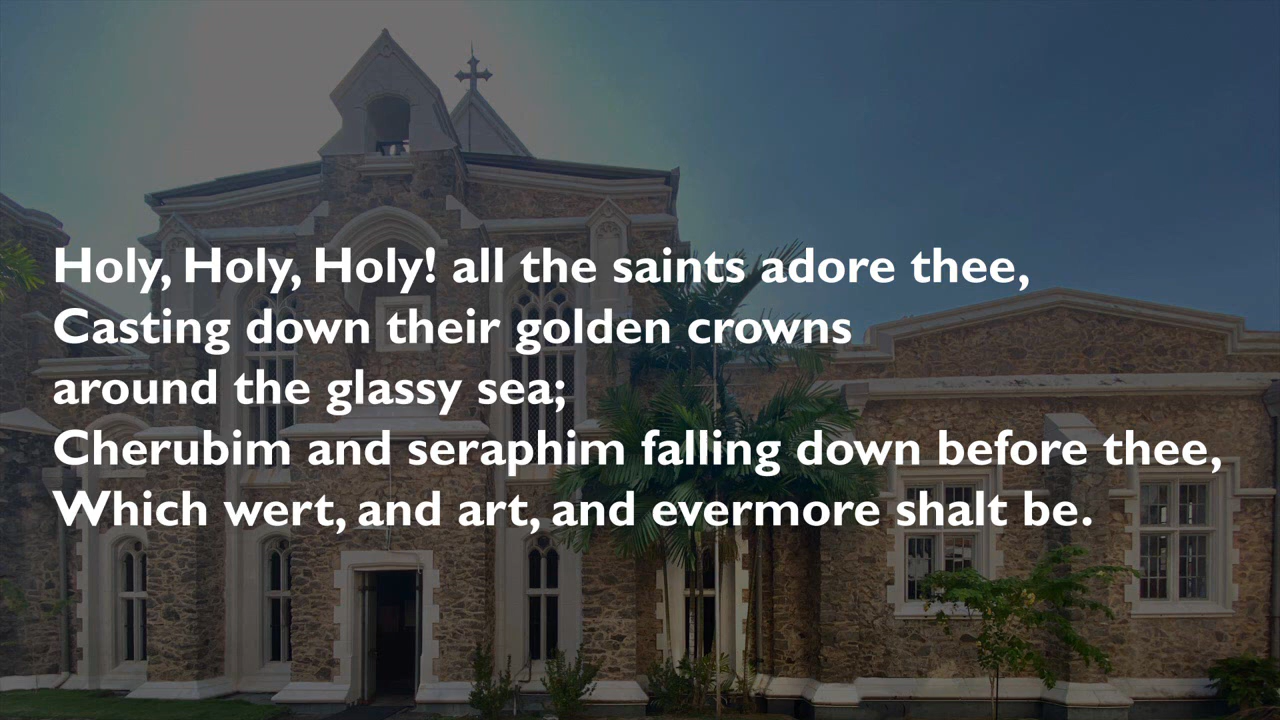 Holy, Holy, Holy! all the saints adore thee,
Casting down their golden crowns
around the glassy sea;
Cherubim and seraphim falling down before thee,
Which wert, and art, and evermore shalt be.